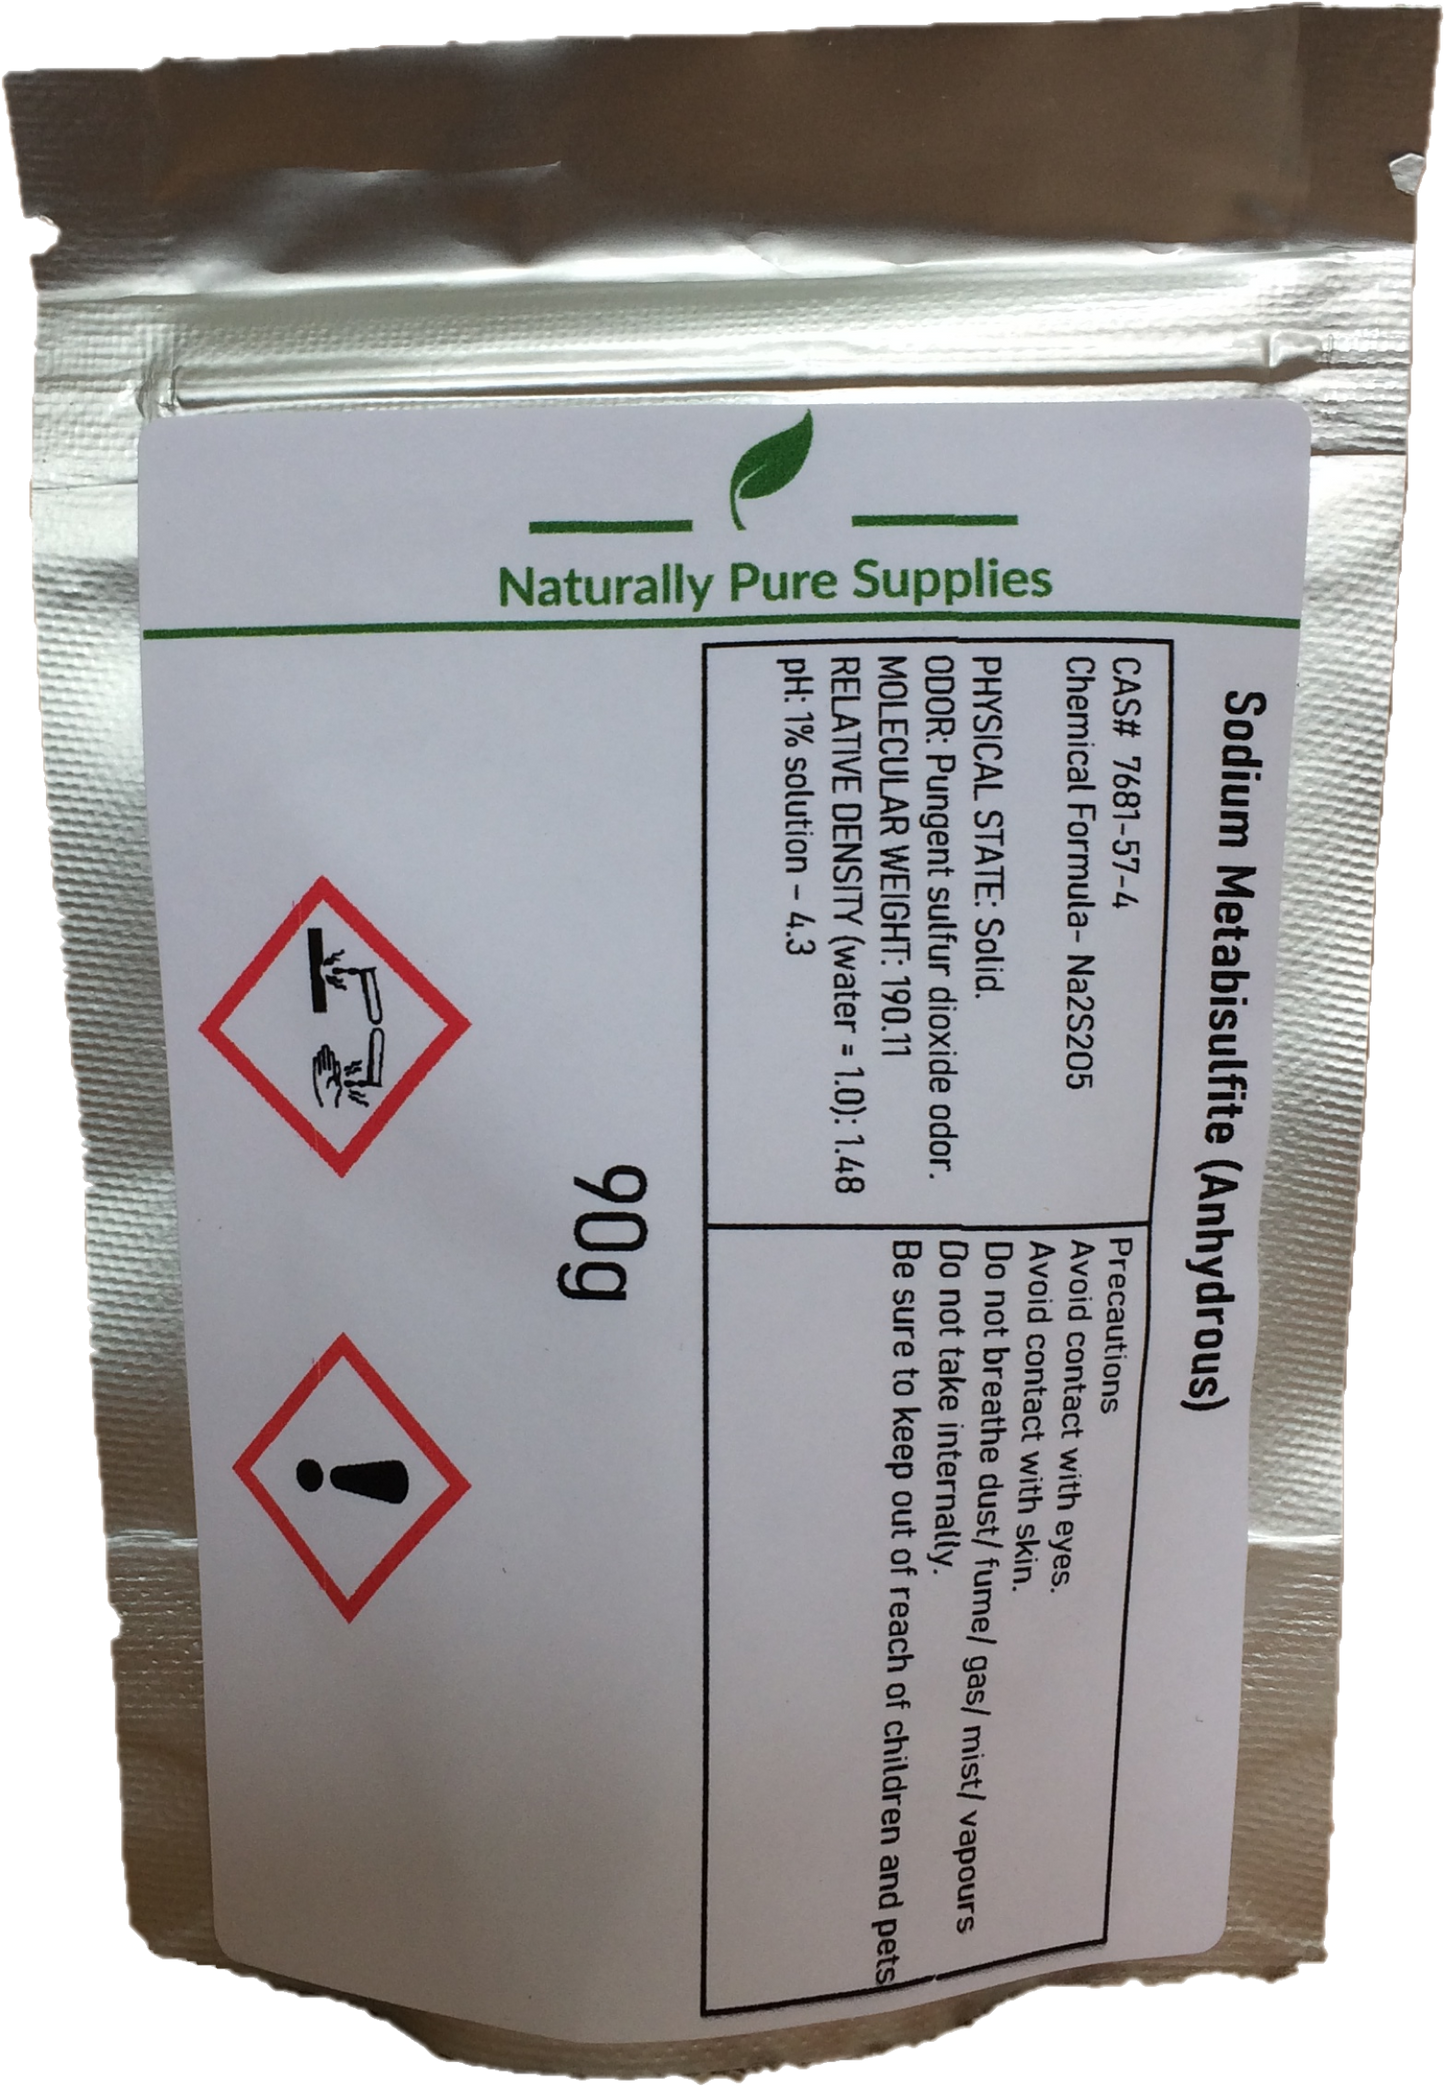 Naturally Pure Supplies
Sodium Metabisulfite (Anhydrous)
CAS# 7681-57-4
Chemical Formula- Na2S2O5
PHYSICAL STATE: Solid.
ODOR: Pungent sulfur dioxide odor.
MOLECULAR WEIGHT: 190.11
RELATIVE DENSITY (water = 1.0): 1.48
pH: 1% solution – 4.3
Precautions
Avoid contact with eyes.
Avoid contact with skin.
Do not breathe dust/ fume/ gas/ mist/ vapours
Do not take internally.
Be sure to keep out of reach of children and pets
90g